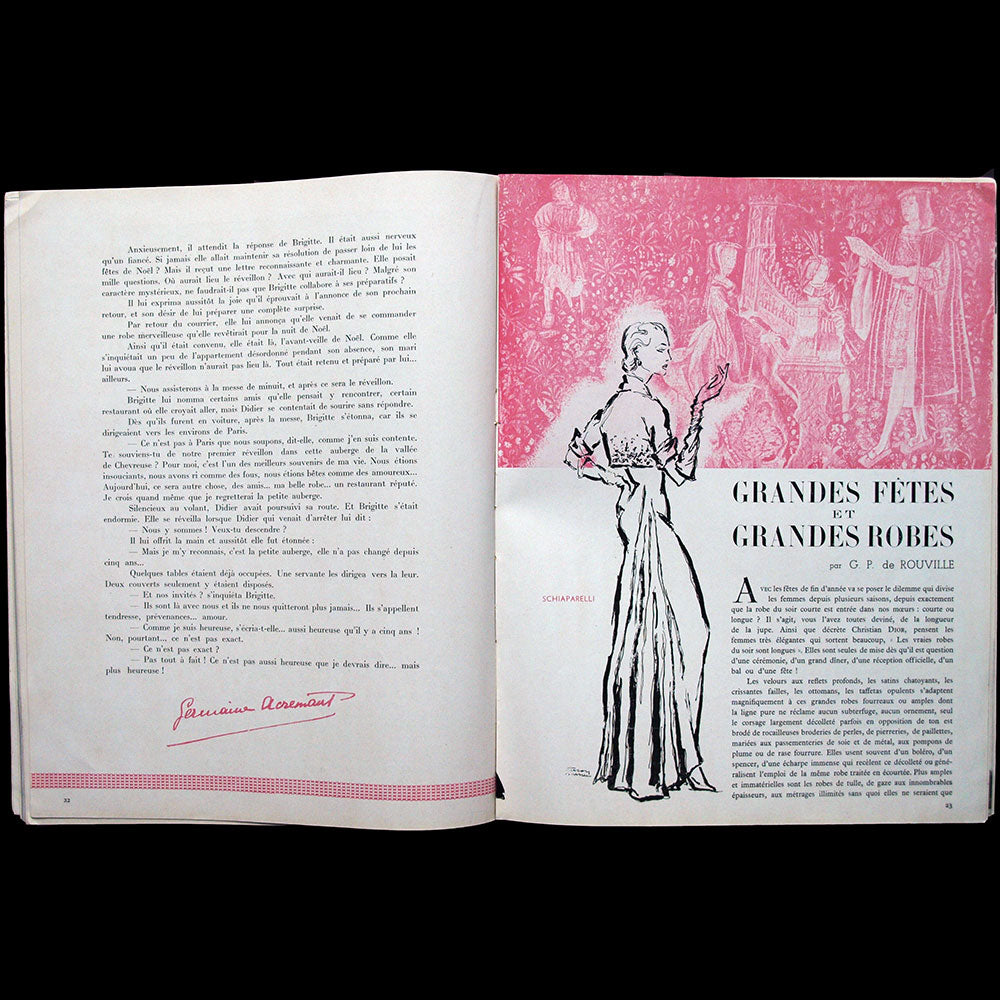 Anxieusement, il attendit la réponse de Brigitte. Il était aussi nerveux
qu'un fiancé. Si jamais elle allait maintenir sa résolution de passer loin de lui les
fêtes de Noël ? Mais il reçut une lettre reconnaissante et charmante. Elle posait
mille questions. Où aurait lieu le réveillon ? Avec qui aurait-il lieu ? Malgré son
caractère mystérieux, ne faudrait-il pas que Brigitte collabore à ses préparatifs ?
Il lui exprima aussitôt la joie qu'il éprouvait à l'annonce de son prochain
retour, et son désir de lui préparer une complète surprise.
Par retour du courrier, elle lui annonça qu'elle venait de se commander
une robe merveilleuse qu'elle revêtirait pour la nuit de Noël.
Ainsi qu'il était convenu, elle était là, l'avant-veille de Noël. Comme elle
s'inquiétait un peu de l'appartement désordonné pendant son absence, son mari
lui avoua que le réveillon n'aurait pas lieu là. Tout était retenu et préparé par lui...
ailleurs.
— Nous assisterons à la messe de minuit, et après ce sera le réveillon.
Brigitte lui nomma certains amis qu'elle pensait y rencontrer, certain
restaurant où elle croyait aller, mais Didier se contentait de sourire sans répondre.
Dès qu'ils furent en voiture, après la messe, Brigitte s'étonna, car ils se
dirigeaient vers les environs de Paris.
— Ce n'est pas à Paris que nous soupons, dit-elle, comme j'en suis contente.
Te souviens-tu de notre premier réveillon dans cette auberge de la vallée
de Chevreuse ? Pour moi, c'est l'un des meilleurs souvenirs de ma vie. Nous étions
insouciants, nous avons ri comme des fous, nous étions bêtes comme des amoureux...
Aujourd'hui, ce sera autre chose, des amis... ma belle robe... un restaurant réputé.
Je crois quand même que je regretterai la petite auberge.
Silencieux au volant, Didier avait poursuivi sa route. Et Brigitte s'était
endormie. Elle se réveilla lorsque Didier qui venait d'arrêter lui dit :
— Nous y sommes ! Veux-tu descendre ?
Il lui offrit la main et aussitôt elle fut étonnée :
— Mais je m'y reconnais, c'est la petite auberge, elle n'a pas changé depuis
cinq ans...
Quelques tables étaient déjà occupées. Une servante les dirigea vers la leur.
Deux couverts seulement y étaient disposés.
— Et nos invités ? s'inquiéta Brigitte.
— Ils sont là avec nous et ils ne nous quitteront plus jamais... Ils s'appellent
tendresse, prévenances... amour.
— Comme je suis heureuse, s'écria-t-elle... aussi heureuse qu'il y a cinq ans !
Non, pourtant... ce n'est pas exact.
— Ce n'est pas exact ?
— Pas tout à fait ! Ce n'est pas aussi heureuse que je devrais dire... mais
plus heureuse !
Germaine Acremant
22
SCHIAPARELLI
GRANDES FÊTES
ET
GRANDES ROBES
par G. P. de ROUVILLE
AVEC les fêtes de fin d'année va se poser le dilemme qui divise
les femmes depuis plusieurs saisons, depuis exactement
que la robe du soir courte est entrée dans nos mœurs : courte ou
longue ? Il s'agit, vous l'avez toutes deviné, de la longueur
de la jupe. Ainsi que décrète Christian DIOR, pensent les
femmes très élégantes qui sortent beaucoup, « Les vraies robes
du soir sont longues ». Elles sont seules de mise dès qu'il est question
d'une cérémonie, d'un grand dîner, d'une réception officielle, d'un
bal ou d'une fête !
Les velours aux reflets profonds, les satins chatoyants, les
crissantes failles, les ottomans, les taffetas opulents s'adaptent
magnifiquement à ces grandes robes fourreaux ou amples dont
la ligne pure ne réclame aucun subterfuge, aucun ornement, seul
le corsage largement décolleté parfois en opposition de ton est
brodé de rocailleuses broderies de perles, de pierreries, de paillettes,
mariées aux passementeries de soie et de métal, aux pompons de
plume ou de rase fourrure. Elles usent souvent d'un boléro, d'un
spencer, d'une écharpe immense qui recèlent ce décolleté ou géné-
ralisent l'emploi de la même robe traitée en écourtée. Plus amples
et immatérielles sont les robes de tulle, de gaze aux innombrables
épaisseurs, aux métrages illimités sans quoi elles ne seraient que
23